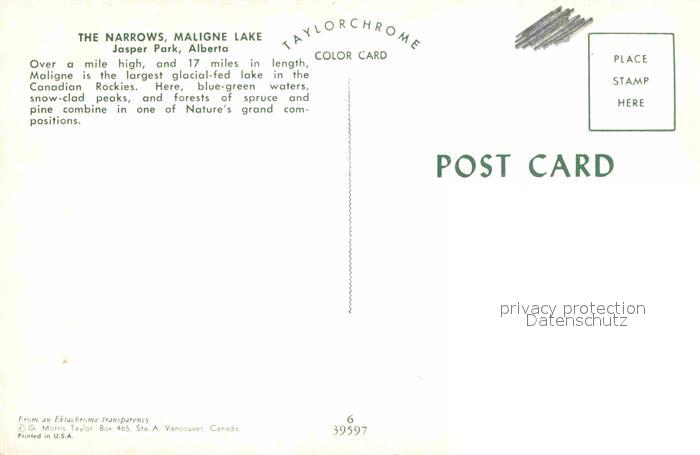 THE NARROWS, MALIGNE LAKE
Jasper Park, Alberta
Over a mile high, and 17 miles in length,
Maligne is the largest glacial-fed lake in the
Canadian Rockies. Here, blue-green waters,
snow-clad peaks, and forests of spruce and
pine combine in one of Nature's grand com-
positions.
TAYLORCHROME
COLOR CARD
PLACE
STAMP
HERE
POST CARD
privacy protection
Datenschutz
From an Ektachrome transparency
© G. Morris Taylor, Box 465, Sta. A. Vancouver, Canada
Printed in U.S.A.
6
39597